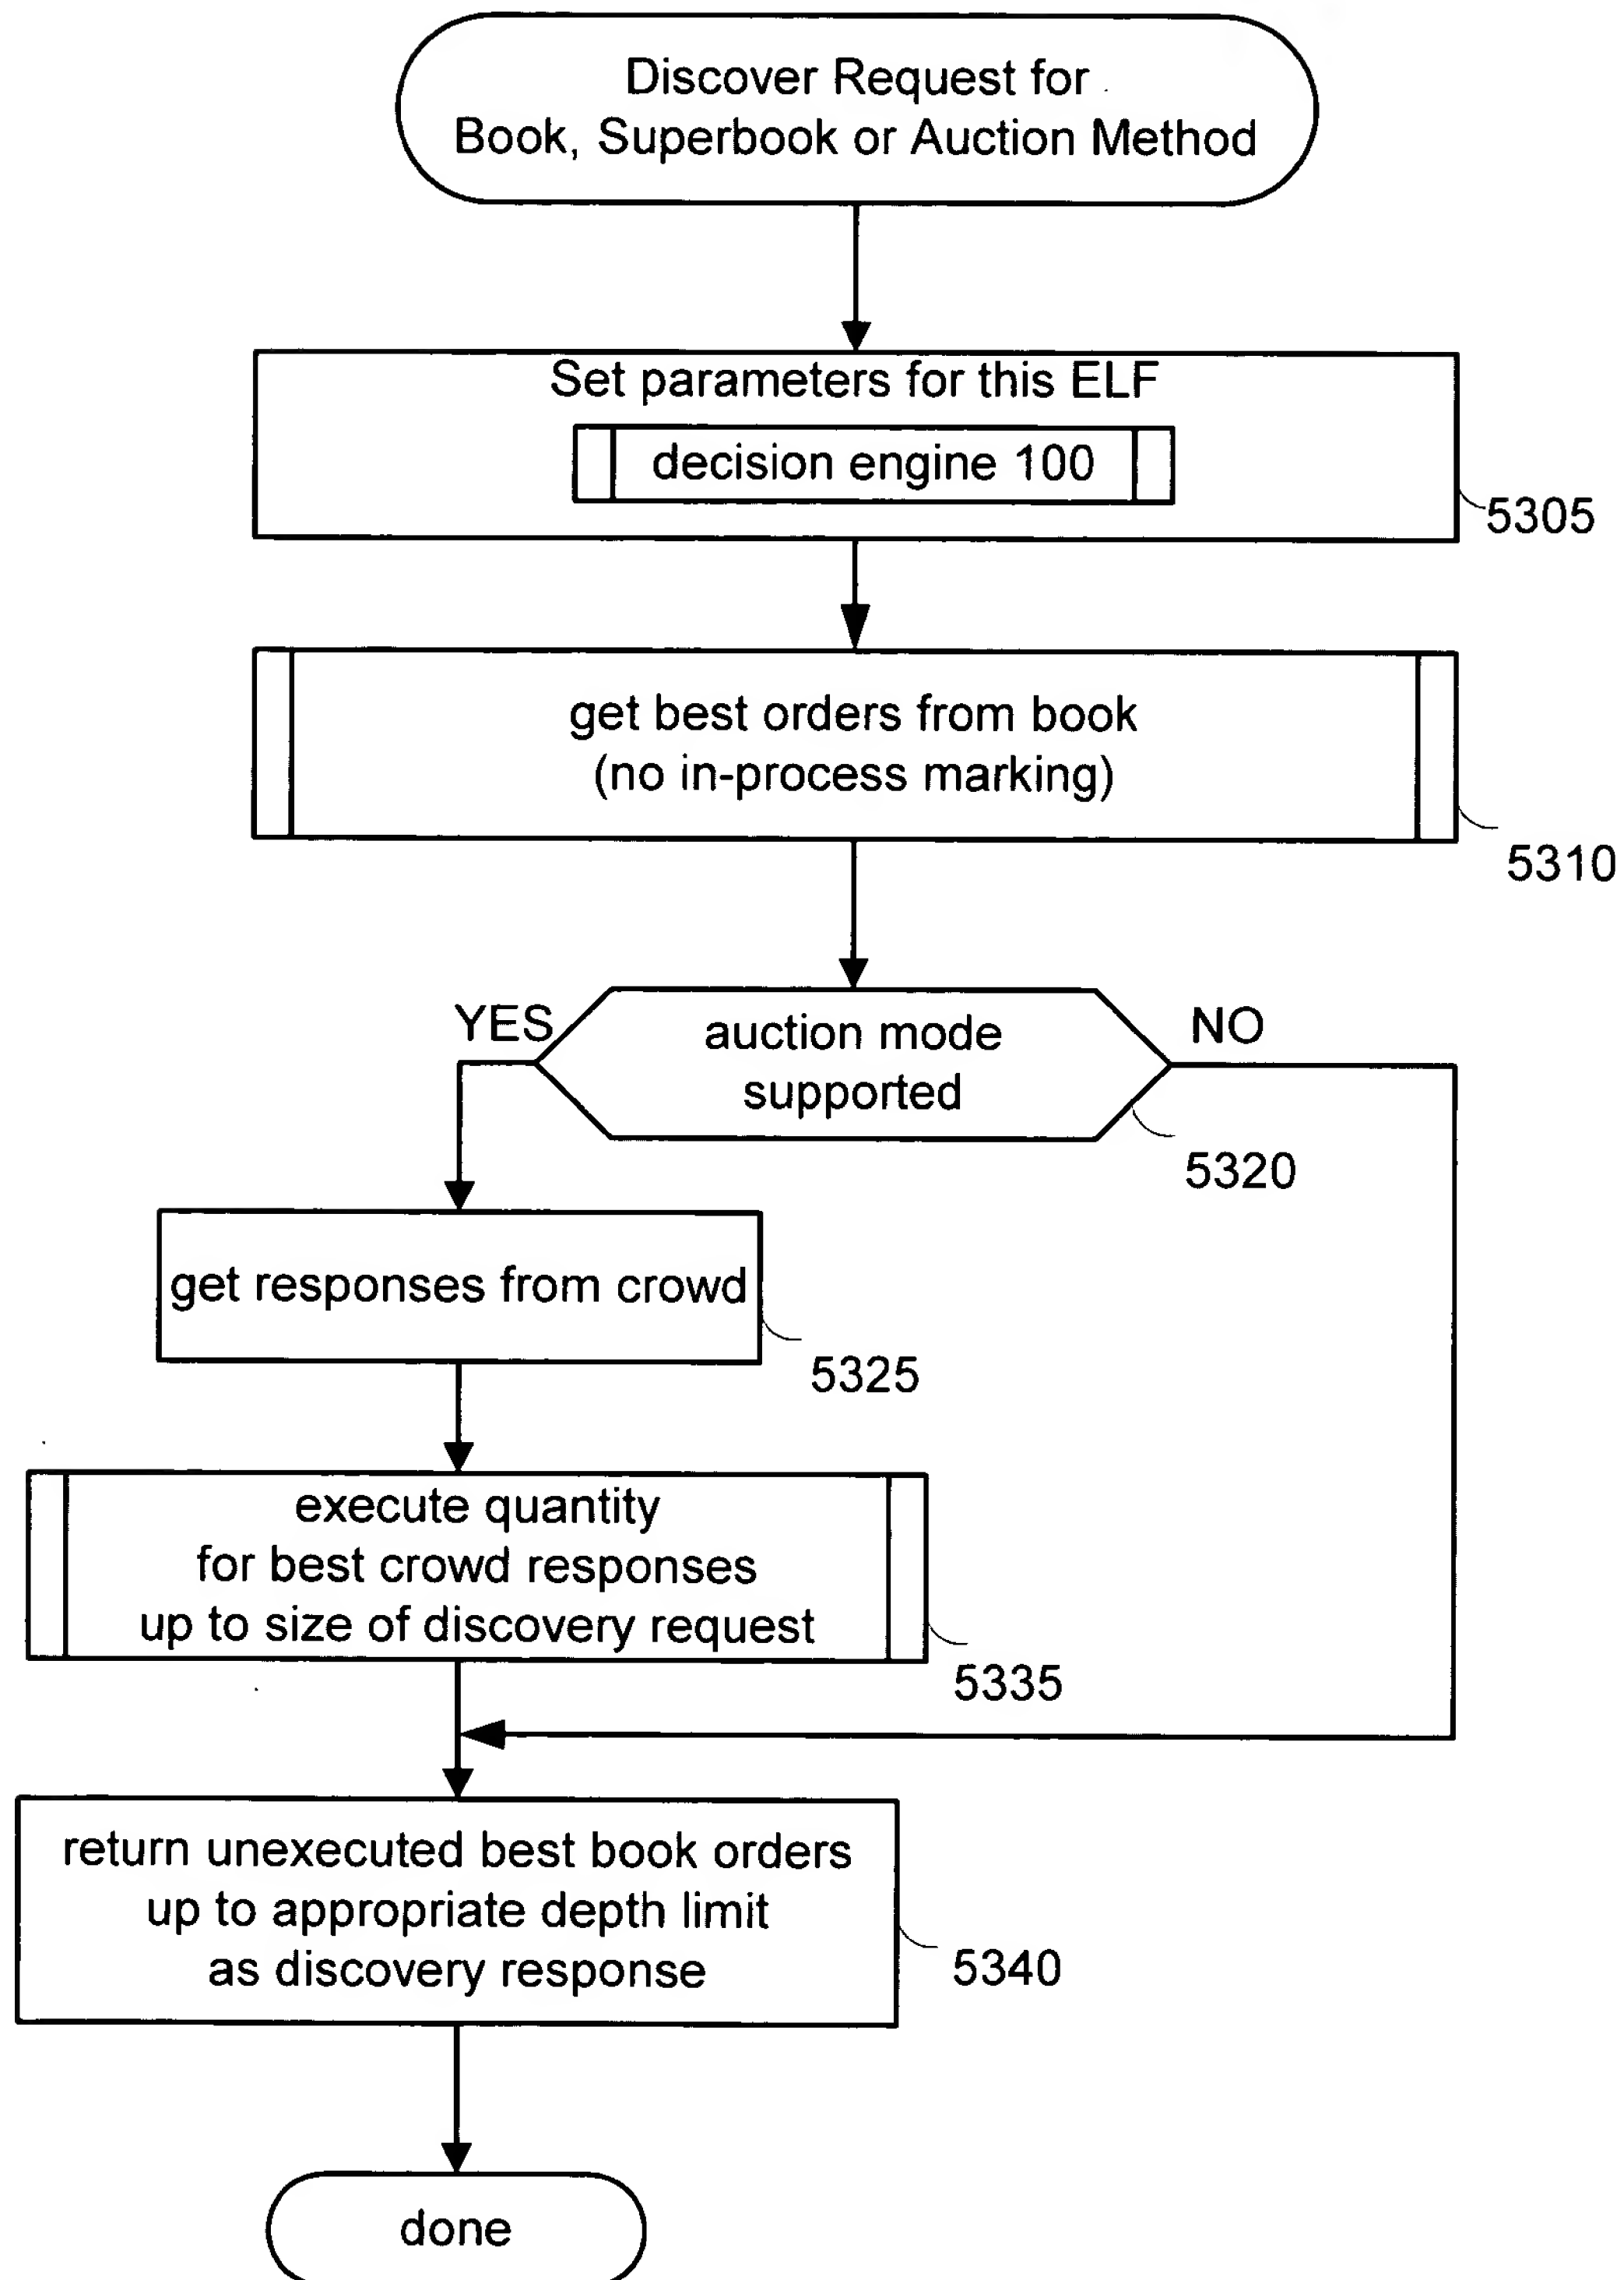 Discover Request for
Book, Superbook or Auction Method
Set parameters for this ELF
decision engine 100
5305
get best orders from book
(no in-process marking)
5310
YES
auction mode
supported
NO
5320
get responses from crowd
5325
execute quantity
for best crowd responses
up to size of discovery request
5335
return unexecuted best book orders
up to appropriate depth limit
as discovery response
5340
done